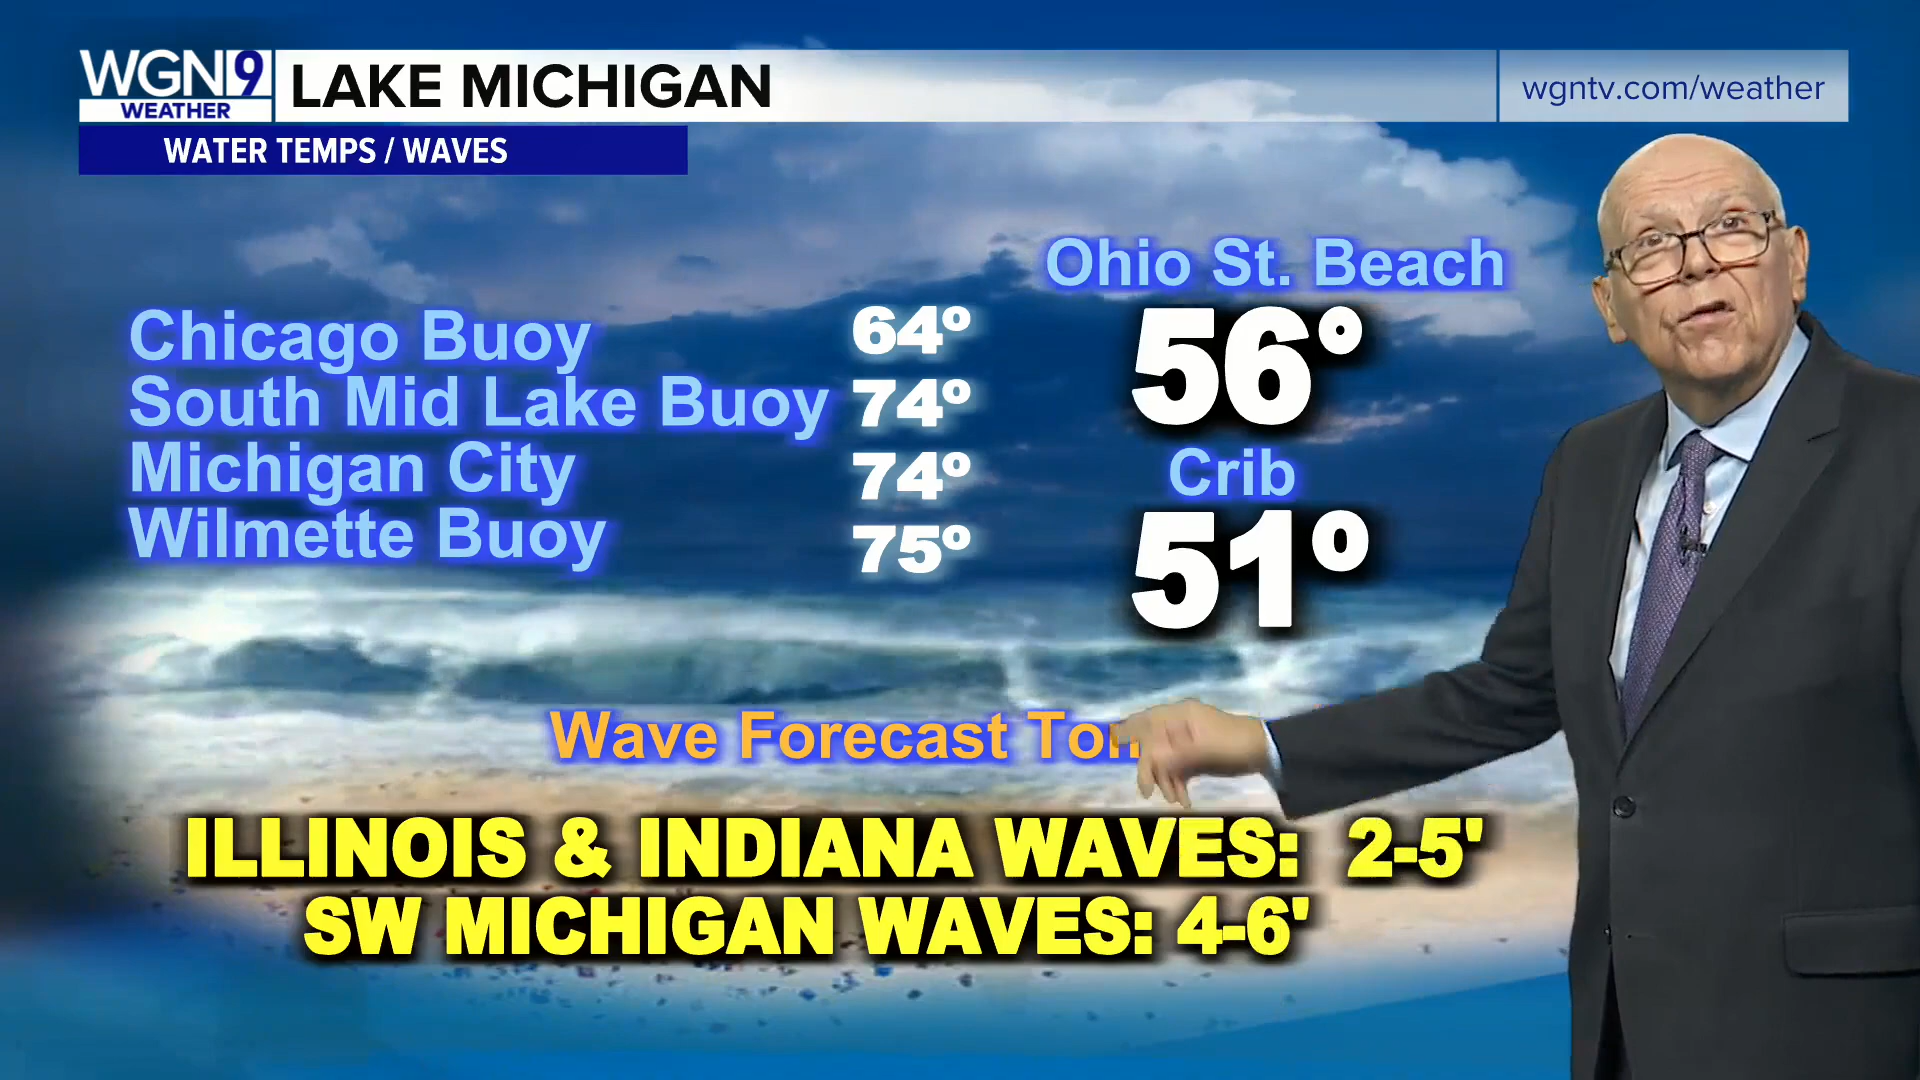 WGN9
WEATHER
LAKE MICHIGAN
wgntv.com/weather
WATER TEMPS / WAVES
Chicago Buoy 64°
South Mid Lake Buoy 74°
Michigan City 74°
Wilmette Buoy 75°
Ohio St. Beach
56°
Crib
51°
Wave Forecast
ILLINOIS & INDIANA WAVES: 2-5'
SW MICHIGAN WAVES: 4-6'